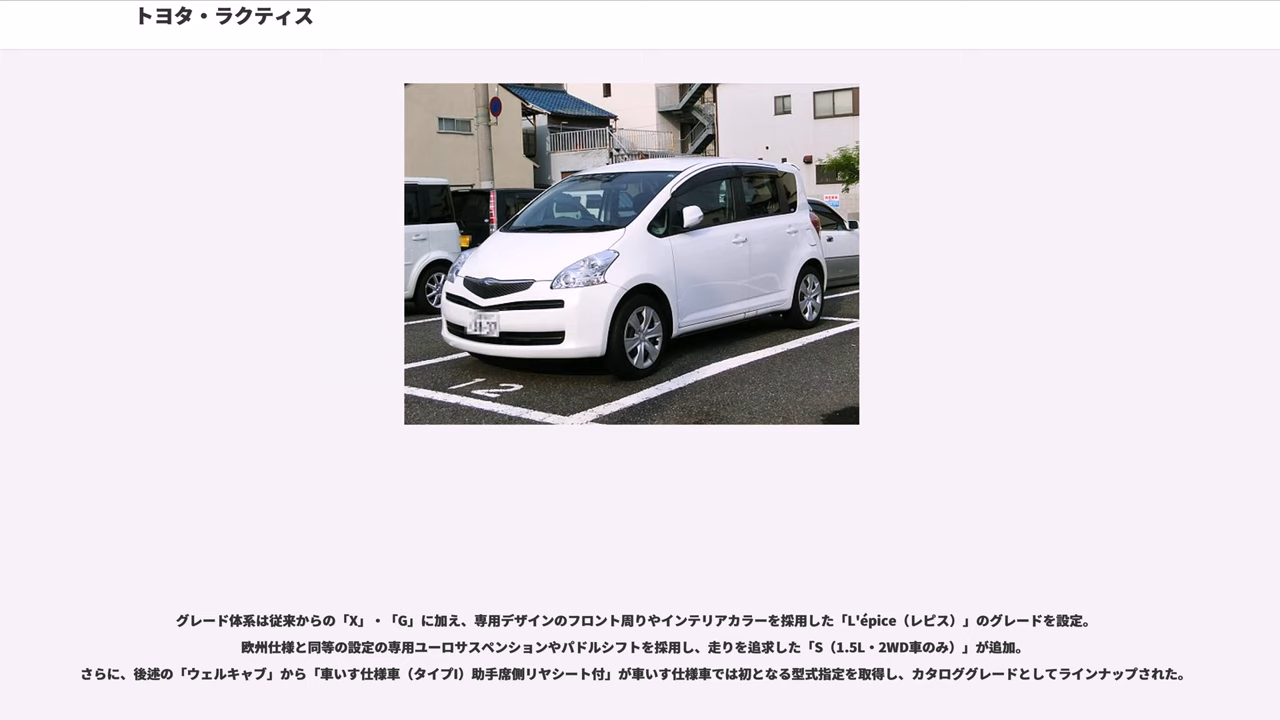 トヨタ・ラクティス
12
グレード体系は従来からの「X」・「G」に加え、専用デザインのフロント周りやインテリアカラーを採用した「L'épice（レピス）」のグレードを設定。
欧州仕様と同等の設定の専用ユーロサスペンションやパドルシフトを採用し、走りを追求した「S（1.5L・2WD車のみ）」が追加。
さらに、後述の「ウェルキャブ」から「車いす仕様車（タイプI）助手席側リヤシート付」が車いす仕様車では初となる型式指定を取得し、カタロググレードとしてラインナップされた。